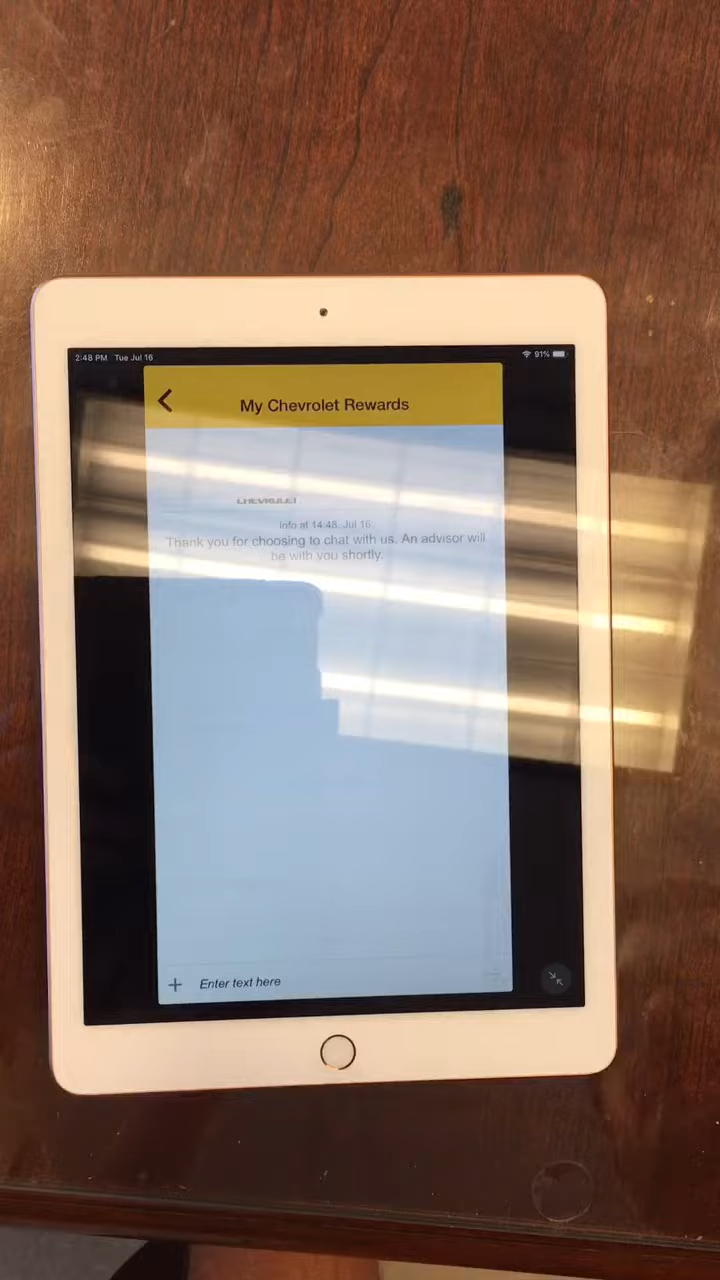 2:48 PM Tue Jul 16 91%
My Chevrolet Rewards
CHEVROLET
Info at 14:48, Jul 16:
Thank you for choosing to chat with us. An advisor will
be with you shortly.
+ Enter text here